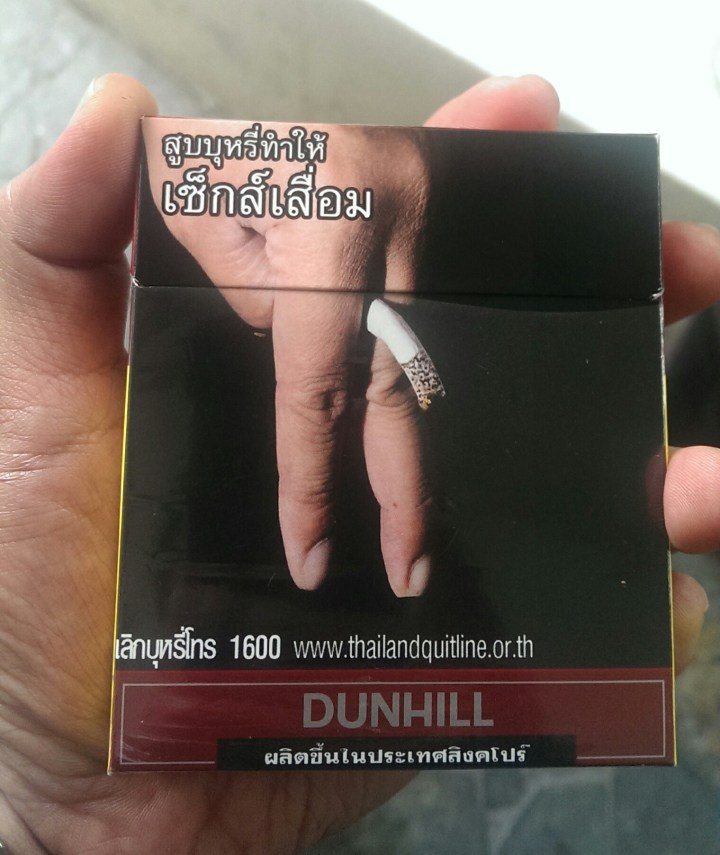 สูบบุหรี่ทำให้
เซ็กส์เสื่อม
เลิกบุหรี่โทร 1600 www.thailandquitline.or.th
DUNHILL
ผลิตขึ้นในประเทศสิงคโปร์